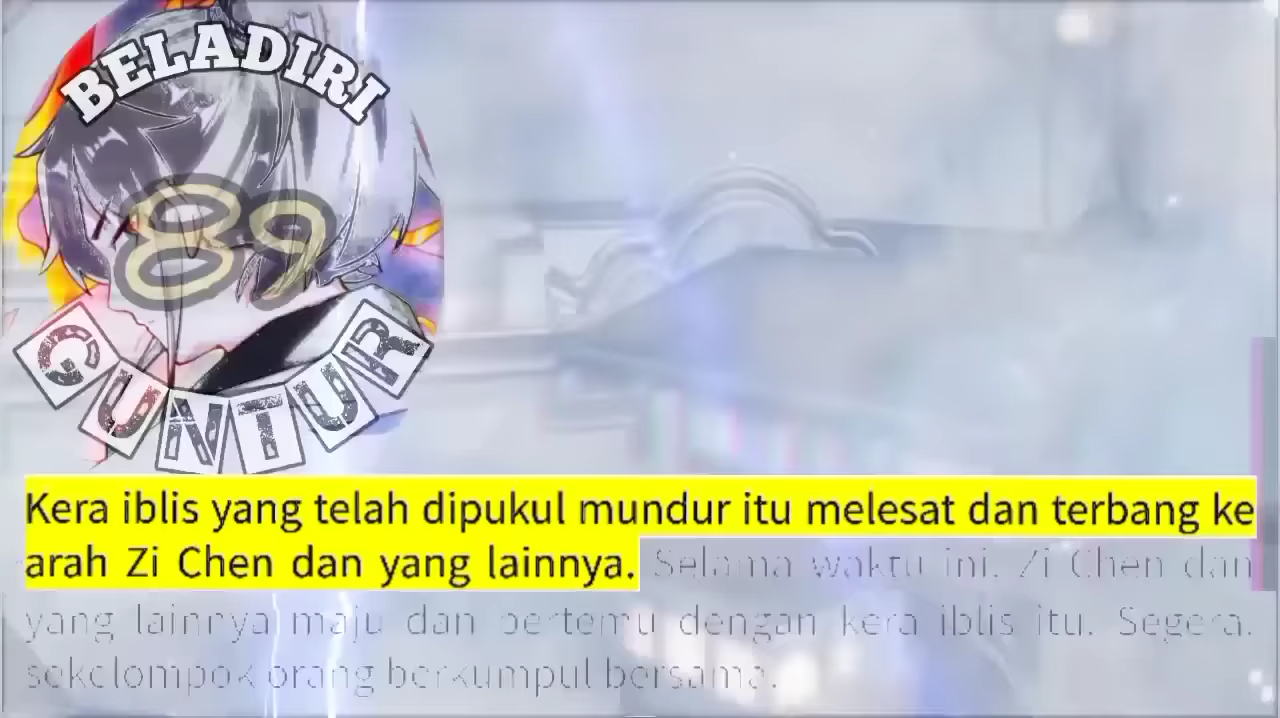 BELADIRI
89
GUNTUR
Kera iblis yang telah dipukul mundur itu melesat dan terbang ke
arah Zi Chen dan yang lainnya. Selama waktu ini, Zi Chen dan
yang lainnya maju dan bertemu dengan kera iblis itu. Segera,
sekelompok orang berkumpul bersama.